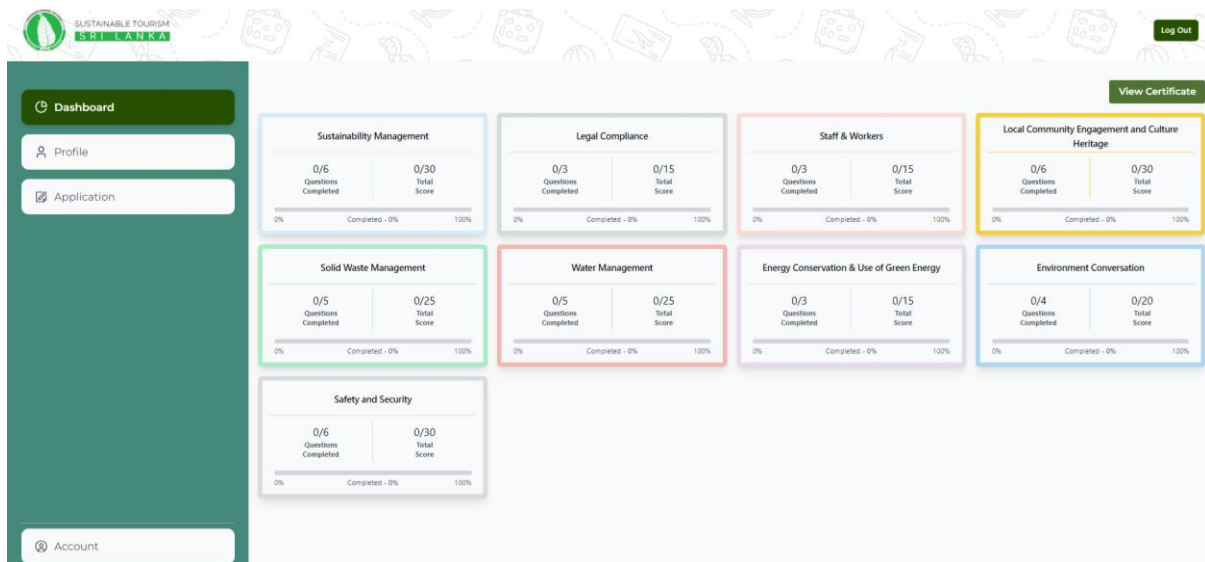 SUSTAINABLE TOURISM
SRI LANKA
Log Out
Dashboard
Profile
Application
Account
View Certificate
Sustainability Management
0/6 0/30
Questions Total
Completed Score
0% Completed - 0% 100%
Legal Compliance
0/3 0/15
Questions Total
Completed Score
0% Completed - 0% 100%
Staff & Workers
0/3 0/15
Questions Total
Completed Score
0% Completed - 0% 100%
Local Community Engagement and Culture
Heritage
0/6 0/30
Questions Total
Completed Score
0% Completed - 0% 100%
Solid Waste Management
0/5 0/25
Questions Total
Completed Score
0% Completed - 0% 100%
Water Management
0/5 0/25
Questions Total
Completed Score
0% Completed - 0% 100%
Energy Conservation & Use of Green Energy
0/3 0/15
Questions Total
Completed Score
0% Completed - 0% 100%
Environment Conversation
0/4 0/20
Questions Total
Completed Score
0% Completed - 0% 100%
Safety and Security
0/6 0/30
Questions Total
Completed Score
0% Completed - 0% 100%